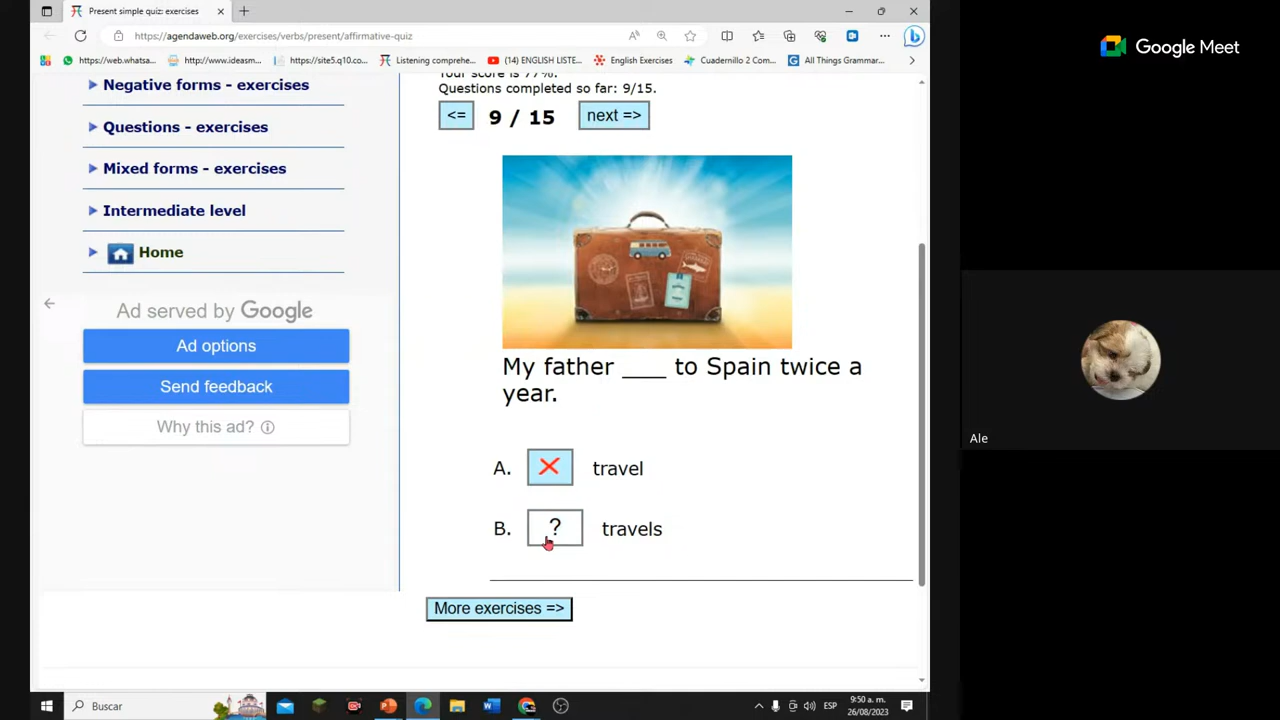 Present simple quiz: exercises
https://agendaweb.org/exercises/verbs/present/affirmative-quiz
https://web.whatsa...
http://www.ideasm...
https://site5.q10.co...
Listening comprehe...
(14) ENGLISH LISTE...
English Exercises
Cuadernillo 2 Com...
All Things Grammar...
Negative forms - exercises
Questions - exercises
Mixed forms - exercises
Intermediate level
Home
Ad served by Google
Ad options
Send feedback
Why this ad?
Your score is 77%.
Questions completed so far: 9/15.
<= 9 / 15 next =>
My father ___ to Spain twice a
year.
A. travel
B. ? travels
More exercises =>
Google Meet
Ale
Buscar
ESP
9:50 a. m.
26/08/2023